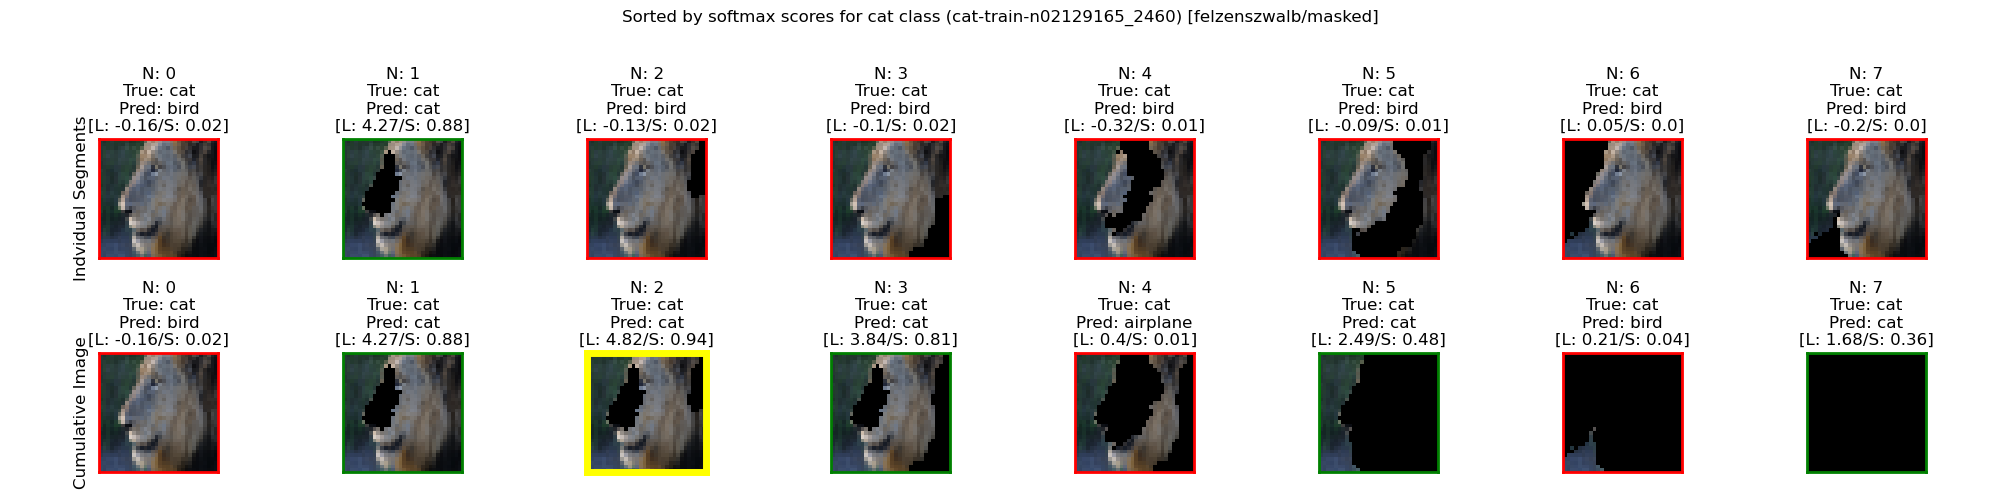 Sorted by softmax scores for cat class (cat-train-n02129165_2460) [felzenszwalb/masked]
Indvidual Segments
N: 0
True: cat
Pred: bird
[L: -0.16/S: 0.02]
N: 1
True: cat
Pred: cat
[L: 4.27/S: 0.88]
N: 2
True: cat
Pred: bird
[L: -0.13/S: 0.02]
N: 3
True: cat
Pred: bird
[L: -0.1/S: 0.02]
N: 4
True: cat
Pred: bird
[L: -0.32/S: 0.01]
N: 5
True: cat
Pred: bird
[L: -0.09/S: 0.01]
N: 6
True: cat
Pred: bird
[L: 0.05/S: 0.0]
N: 7
True: cat
Pred: bird
[L: -0.2/S: 0.0]
Cumulative Image
N: 0
True: cat
Pred: bird
[L: -0.16/S: 0.02]
N: 1
True: cat
Pred: cat
[L: 4.27/S: 0.88]
N: 2
True: cat
Pred: cat
[L: 4.82/S: 0.94]
N: 3
True: cat
Pred: cat
[L: 3.84/S: 0.81]
N: 4
True: cat
Pred: airplane
[L: 0.4/S: 0.01]
N: 5
True: cat
Pred: cat
[L: 2.49/S: 0.48]
N: 6
True: cat
Pred: bird
[L: 0.21/S: 0.04]
N: 7
True: cat
Pred: cat
[L: 1.68/S: 0.36]